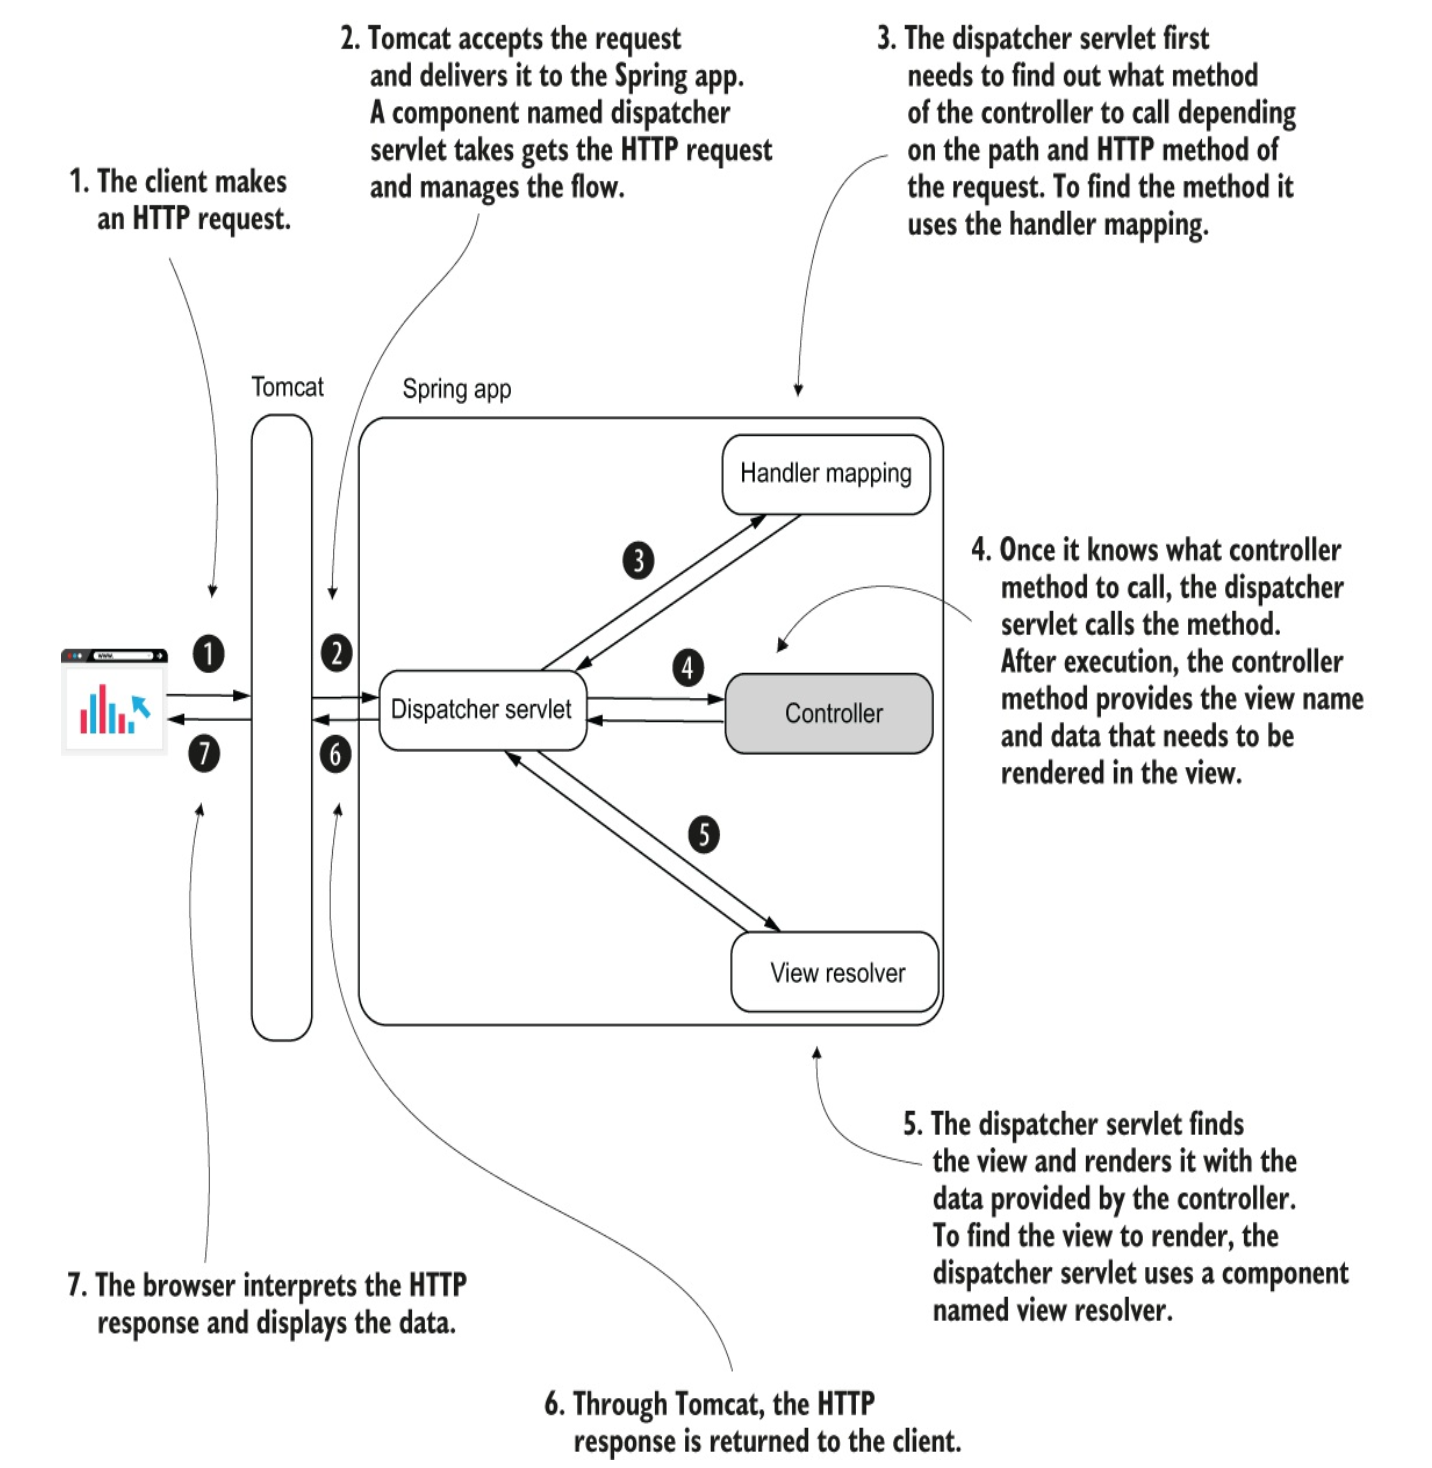 2. Tomcat accepts the request
and delivers it to the Spring app.
A component named dispatcher
servlet takes gets the HTTP request
and manages the flow.
3. The dispatcher servlet first
needs to find out what method
of the controller to call depending
on the path and HTTP method of
the request. To find the method it
uses the handler mapping.
1. The client makes
an HTTP request.
Tomcat
Spring app
Handler mapping
3
4. Once it knows what controller
method to call, the dispatcher
servlet calls the method.
After execution, the controller
method provides the view name
and data that needs to be
rendered in the view.
1
2
4
www.
Dispatcher servlet
Controller
7
6
5
View resolver
5. The dispatcher servlet finds
the view and renders it with the
data provided by the controller.
To find the view to render, the
dispatcher servlet uses a component
named view resolver.
7. The browser interprets the HTTP
response and displays the data.
6. Through Tomcat, the HTTP
response is returned to the client.